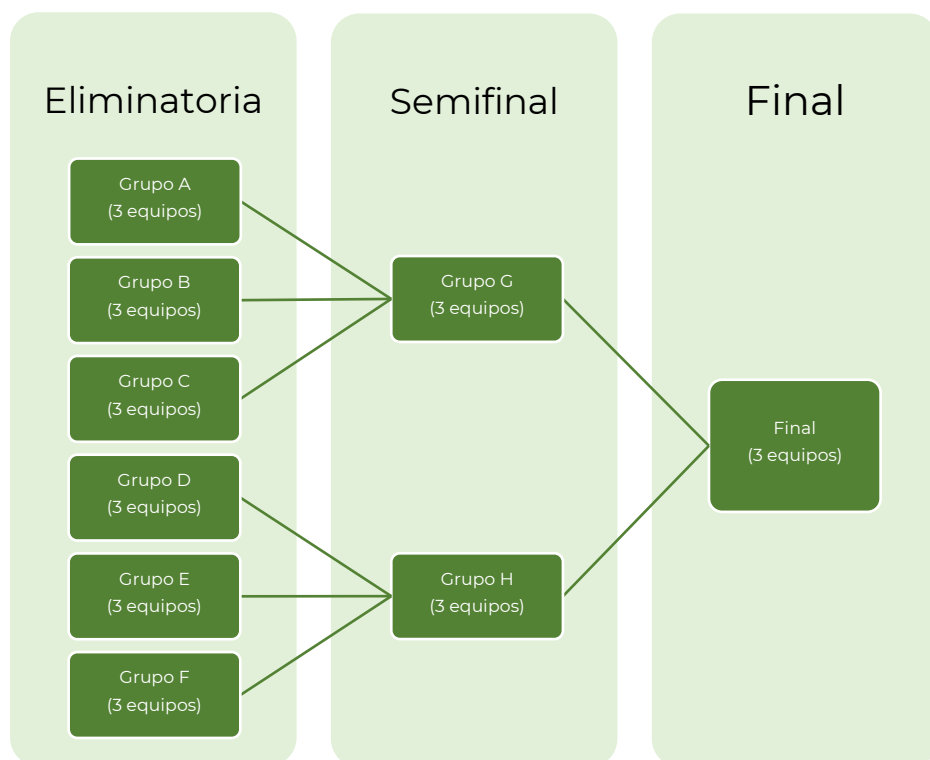 Eliminatoria
Grupo A
(3 equipos)
Grupo B
(3 equipos)
Grupo C
(3 equipos)
Grupo D
(3 equipos)
Grupo E
(3 equipos)
Grupo F
(3 equipos)
Semifinal
Grupo G
(3 equipos)
Grupo H
(3 equipos)
Final
Final
(3 equipos)